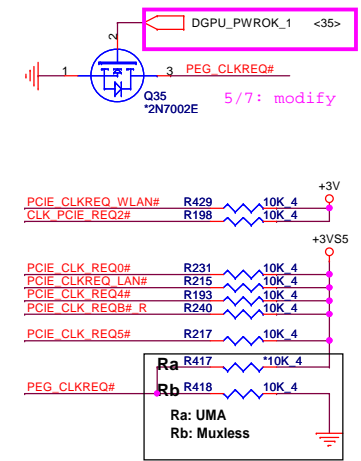 DGPU_PWROK_1 <35>
2
1 3 PEG_CLKREQ#
Q35
*2N7002E
5/7: modify
+3V
PCIE_CLKREQ_WLAN# R429 10K_4
CLK_PCIE_REQ2# R198 10K_4
+3VS5
PCIE_CLK_REQ0# R231 10K_4
PCIE_CLKREQ_LAN# R215 10K_4
PCIE_CLK_REQ4# R193 10K_4
PCIE_CLK_REQB#_R R240 10K_4
PCIE_CLK_REQ5# R217 10K_4
Ra R417 *10K_4
PEG_CLKREQ# Rb R418 10K_4
Ra: UMA
Rb: Muxless